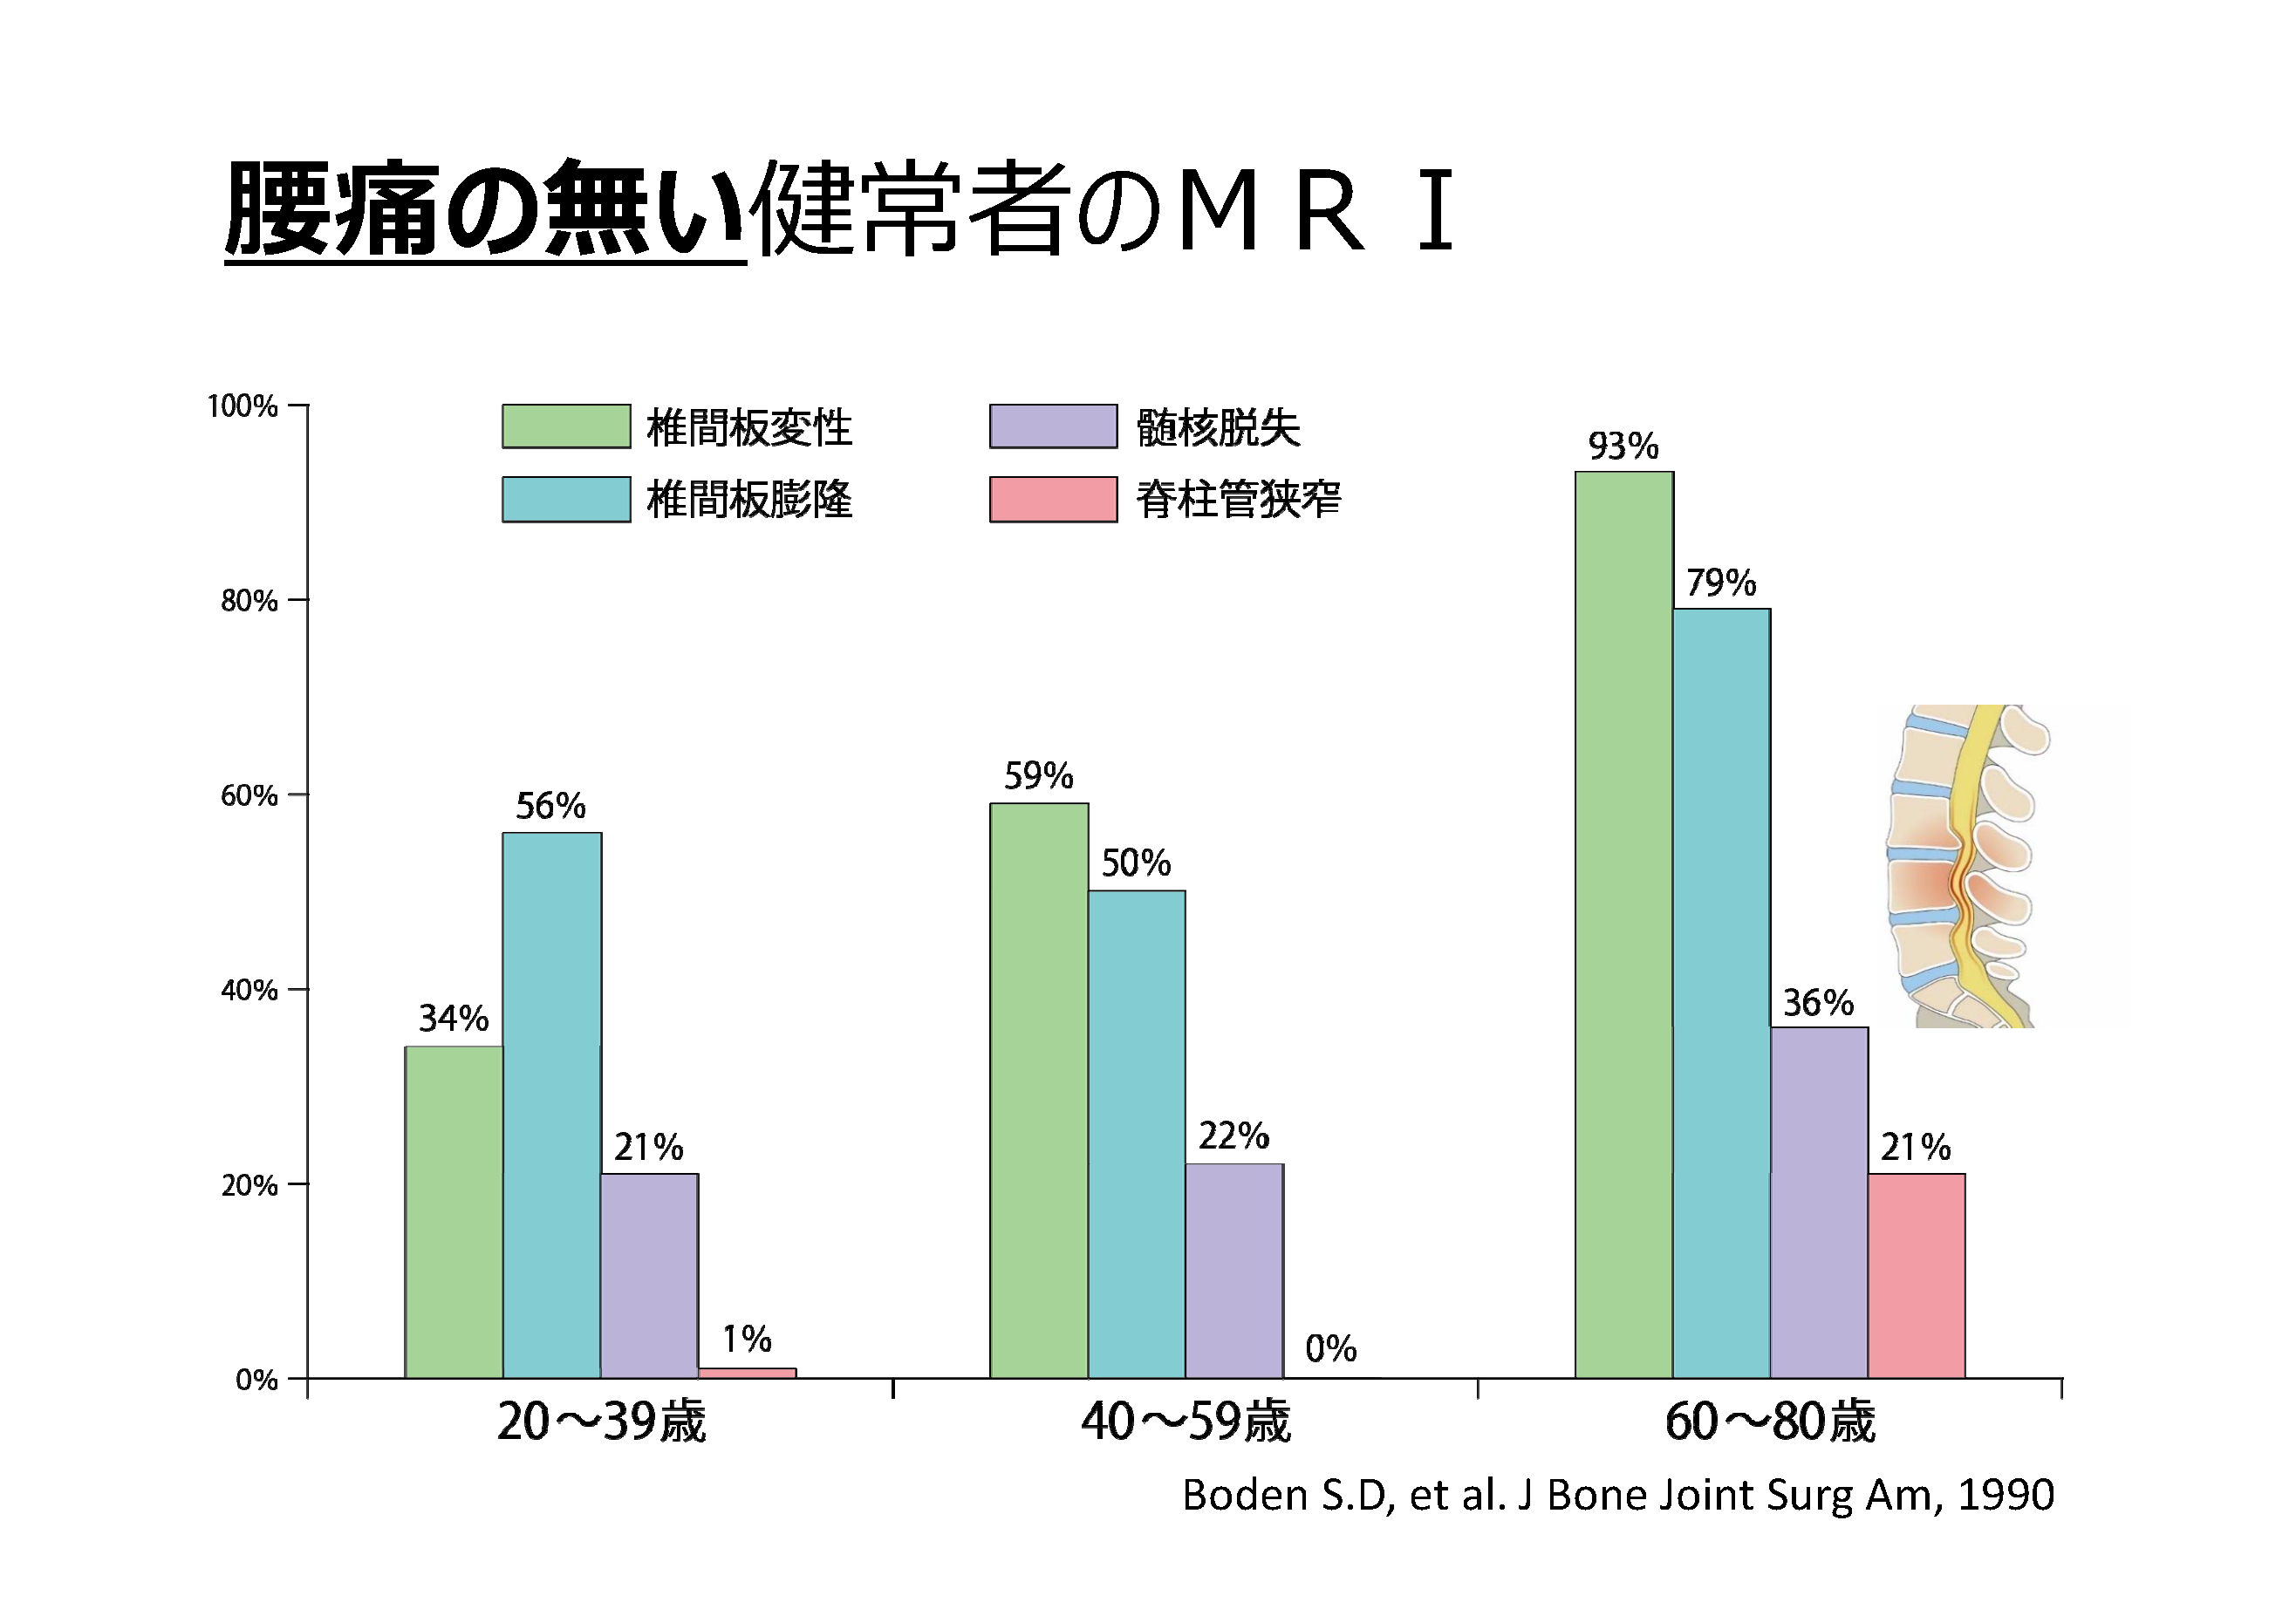 腰痛の無い健常者のＭＲＩ
椎間板変性
髄核脱失
椎間板膨隆
脊柱管狭窄
100%
80%
60%
40%
20%
0%
34%
56%
21%
1%
59%
50%
22%
0%
93%
79%
36%
21%
20～39歳
40～59歳
60～80歳
Boden S.D, et al. J Bone Joint Surg Am, 1990